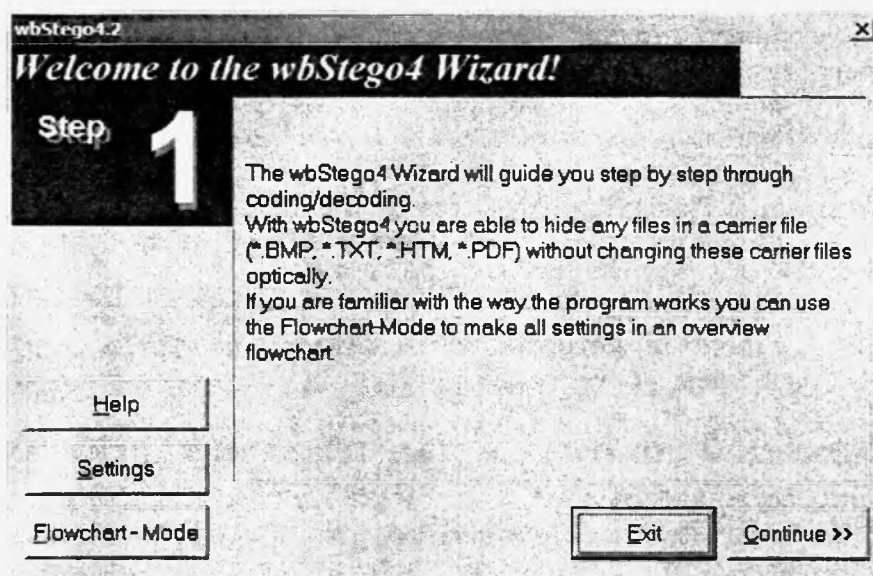 wbStego4.2
Welcome to the wbStego4 Wizard!
Step 1
The wbStego4 Wizard will guide you step by step through
coding/decoding.
With wbStego4 you are able to hide any files in a carrier file
(*.BMP, *.TXT, *.HTM, *.PDF) without changing these carrier files
optically.
If you are familiar with the way the program works you can use
the Flowchart-Mode to make all settings in an overview
flowchart.
Help
Settings
Flowchart-Mode
Exit
Continue >>